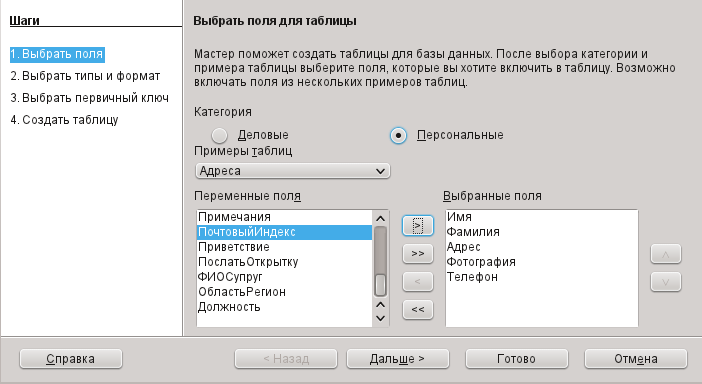 Шаги
1. Выбрать поля
2. Выбрать типы и формат
3. Выбрать первичный ключ
4. Создать таблицу
Выбрать поля для таблицы
Мастер поможет создать таблицы для базы данных. После выбора категории и
примера таблицы выберите поля, которые вы хотите включить в таблицу. Возможно
включать поля из нескольких примеров таблиц.
Категория
Деловые
Персональные
Примеры таблиц
Адреса
Переменные поля
Примечания
ПочтовыйИндекс
Приветствие
ПослатьОткрытку
ФИОСупруг
ОбластьРегион
Должность
>
>>
<
<<
Выбранные поля
Имя
Фамилия
Адрес
Фотография
Телефон
Справка
< Назад
Дальше >
Готово
Отмена